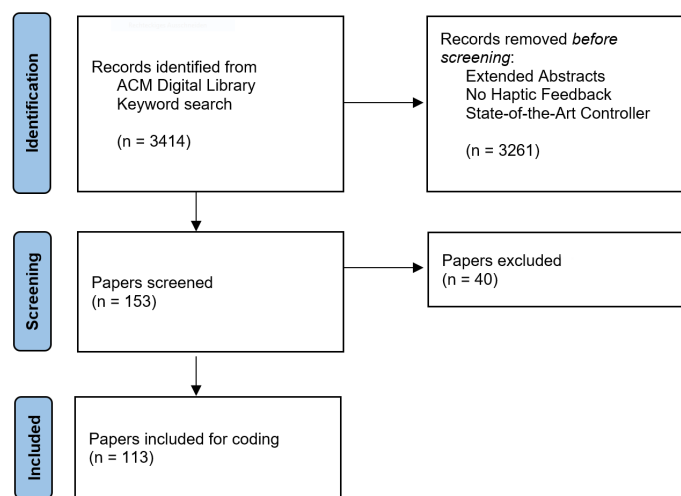 Identification
Records identified from
ACM Digital Library
Keyword search
(n = 3414)
Records removed before
screening:
Extended Abstracts
No Haptic Feedback
State-of-the-Art Controller
(n = 3261)
Screening
Papers screened
(n = 153)
Papers excluded
(n = 40)
Included
Papers included for coding
(n = 113)